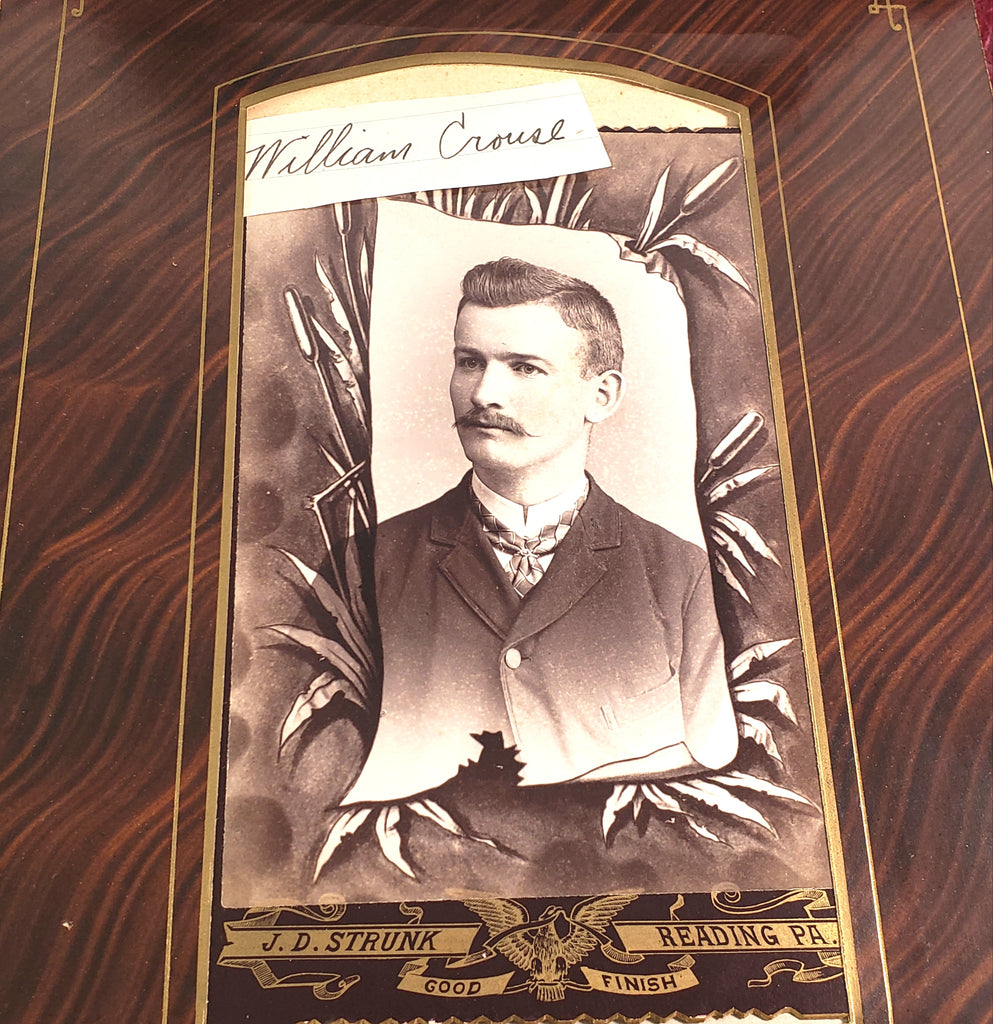 William Crouse
J. D. STRUNK READING PA.
GOOD FINISH